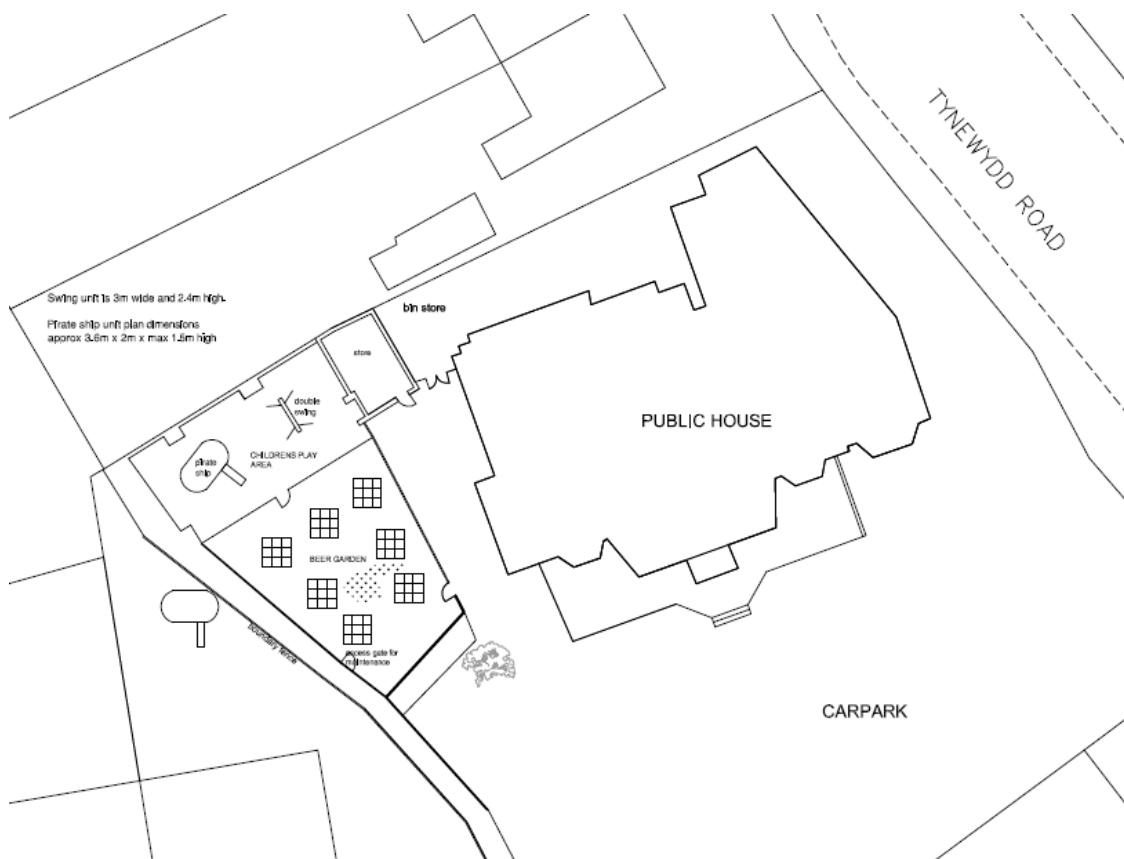 TYNEWYDD ROAD
Swing unit is 3m wide and 2.4m high.
Pirate ship unit plan dimensions
approx 3.6m x 2m x max 1.5m high
bin store
store
double
swing
PUBLIC HOUSE
CHILDRENS PLAY
AREA
pirate
ship
BEER GARDEN
boundary fence
access gate for
maintenance
CARPARK